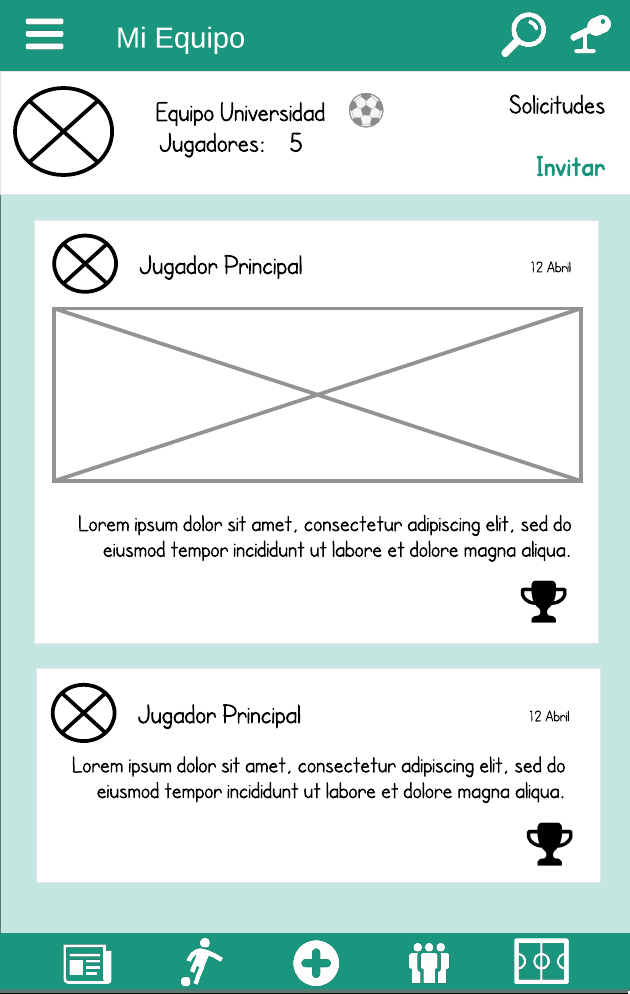 Mi Equipo
Equipo Universidad
Jugadores: 5
Solicitudes
Invitar
Jugador Principal
12 Abril
Lorem ipsum dolor sit amet, consectetur adipiscing elit, sed do
eiusmod tempor incididunt ut labore et dolore magna aliqua.
Jugador Principal
12 Abril
Lorem ipsum dolor sit amet, consectetur adipiscing elit, sed do
eiusmod tempor incididunt ut labore et dolore magna aliqua.